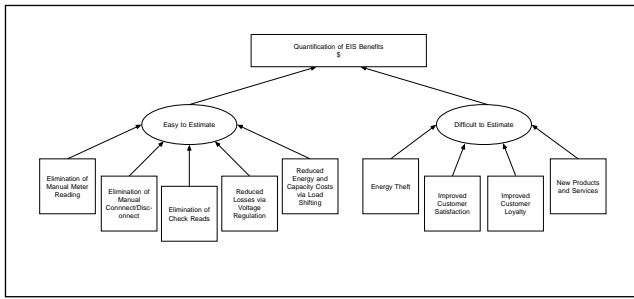 Quantification of EIS Benefits
$
Easy to Estimate
Difficult to Estimate
Elimination of
Manual Meter
Reading
Elimination of
Manual
Connnect/Disc-
onnect
Elimination of
Check Reads
Reduced
Losses via
Voltage
Regulation
Reduced
Energy and
Capacity Costs
via Load
Shifting
Energy Theft
Improved
Customer
Satisfaction
Improved
Customer
Loyalty
New Products
and Services